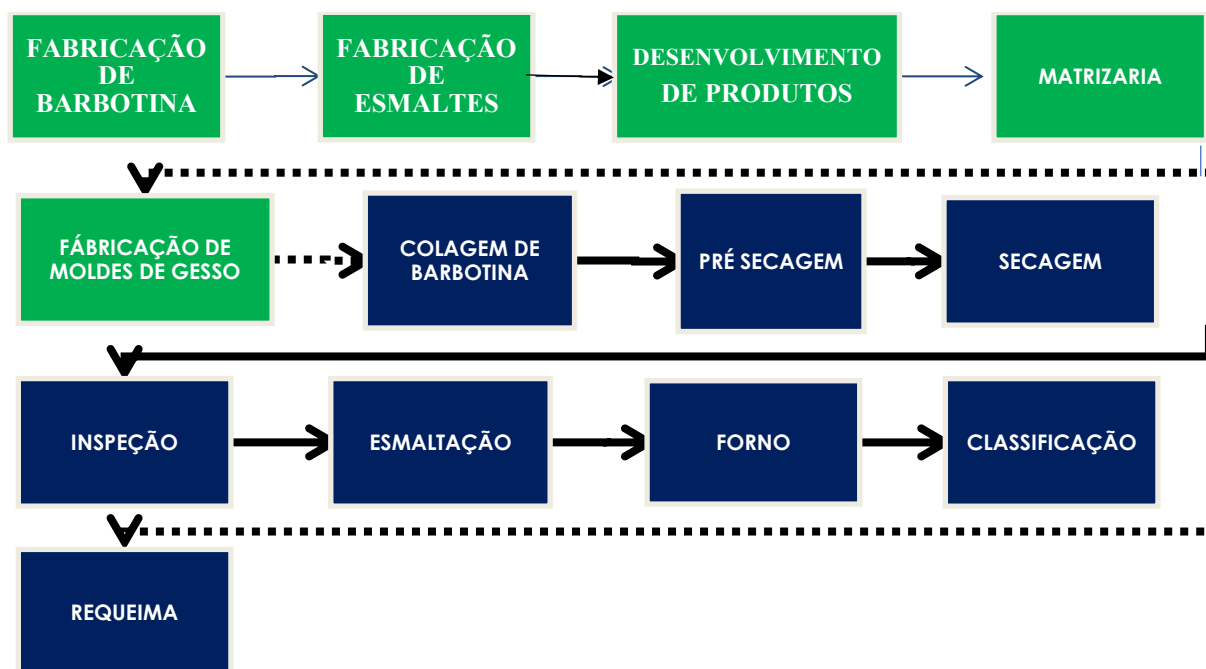 FABRICAÇÃO
DE
BARBOTINA
FABRICAÇÃO
DE
ESMALTES
DESENVOLVIMENTO
DE PRODUTOS
MATRIZARIA
FÁBRICAÇÃO DE
MOLDES DE GESSO
COLAGEM DE
BARBOTINA
PRÉ SECAGEM
SECAGEM
INSPEÇÃO
ESMALTAÇÃO
FORNO
CLASSIFICAÇÃO
REQUEIMA